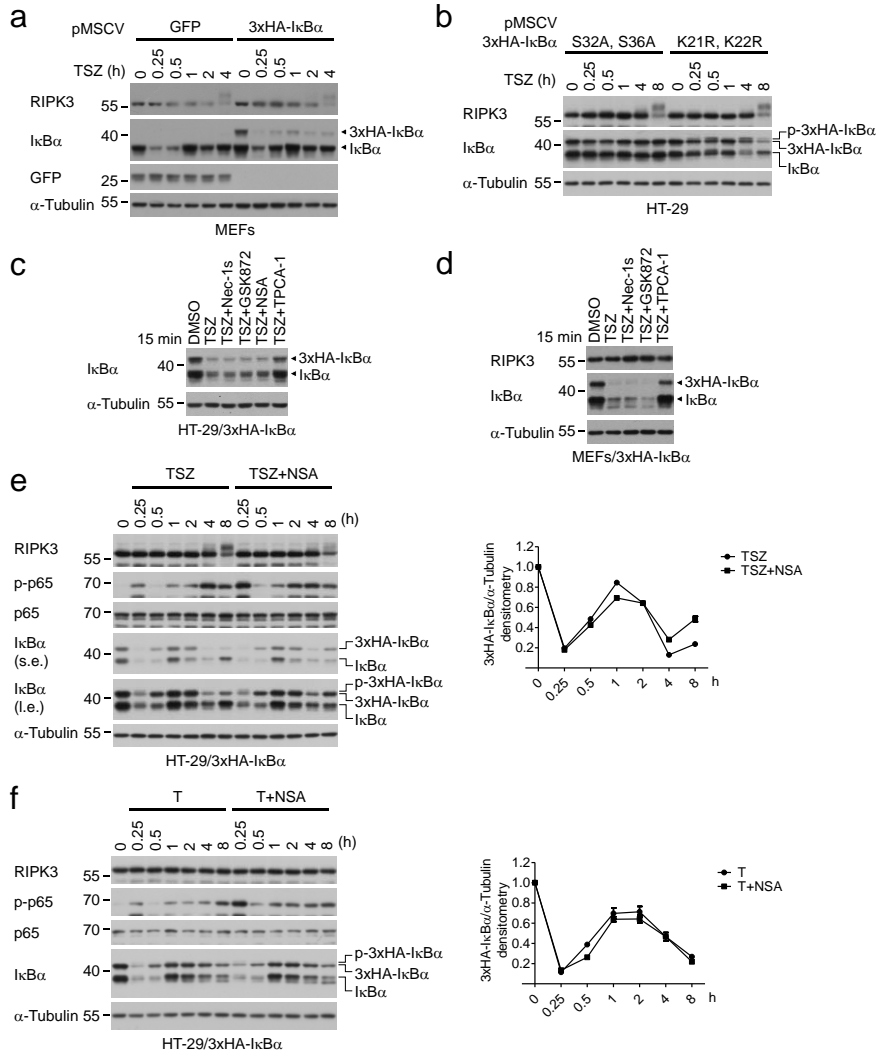 a
pMSCV GFP 3xHA-IκBα
TSZ (h) 0 0.25 0.5 1 2 4 0 0.25 0.5 1 2 4
RIPK3 55
IκBα 40 3xHA-IκBα
IκBα
GFP 25
α-Tubulin 55
MEFs
b
pMSCV
3xHA-IκBα S32A, S36A K21R, K22R
TSZ (h) 0 0.25 0.5 1 4 8 0 0.25 0.5 1 4 8
RIPK3 55
IκBα 40 p-3xHA-IκBα
3xHA-IκBα
IκBα
α-Tubulin 55
HT-29
c
15 min DMSO TSZ TSZ+Nec-1s TSZ+GSK872 TSZ+NSA TSZ+TPCA-1
IκBα 40 3xHA-IκBα
IκBα
α-Tubulin 55
HT-29/3xHA-IκBα
d
15 min DMSO TSZ TSZ+Nec-1s TSZ+GSK872 TSZ+TPCA-1
RIPK3 55
IκBα 40 3xHA-IκBα
IκBα
α-Tubulin 55
MEFs/3xHA-IκBα
e
TSZ TSZ+NSA
0 0.25 0.5 1 2 4 8 0 0.25 0.5 1 2 4 8 (h)
RIPK3 55
p-p65 70
p65 70
IκBα (s.e.) 40 3xHA-IκBα
IκBα
IκBα (l.e.) 40 p-3xHA-IκBα
3xHA-IκBα
IκBα
α-Tubulin 55
HT-29/3xHA-IκBα
3xHA-IκBα/α-Tubulin
densitometry
1.2
1.0
0.8
0.6
0.4
0.2
0 0.25 0.5 1 2 4 8 h
TSZ
TSZ+NSA
f
T T+NSA
0 0.25 0.5 1 2 4 8 0 0.25 0.5 1 2 4 8 (h)
RIPK3 55
p-p65 70
p65 70
IκBα 40 p-3xHA-IκBα
3xHA-IκBα
IκBα
α-Tubulin 55
HT-29/3xHA-IκBα
3xHA-IκBα/α-Tubulin
densitometry
1.2
1.0
0.8
0.6
0.4
0.2
0 0.25 0.5 1 2 4 8 h
T
T+NSA